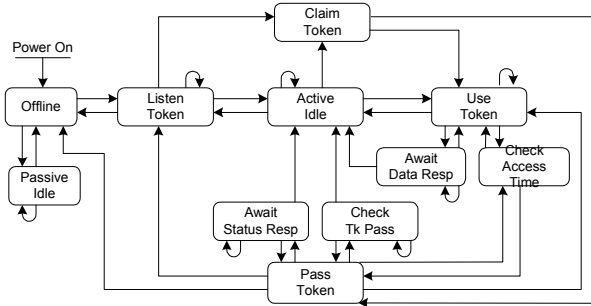 Claim
Token
Power On
Offline
Listen
Token
Active
Idle
Use
Token
Passive
Idle
Await
Data Resp
Check
Access
Time
Await
Status Resp
Check
Tk Pass
Pass
Token